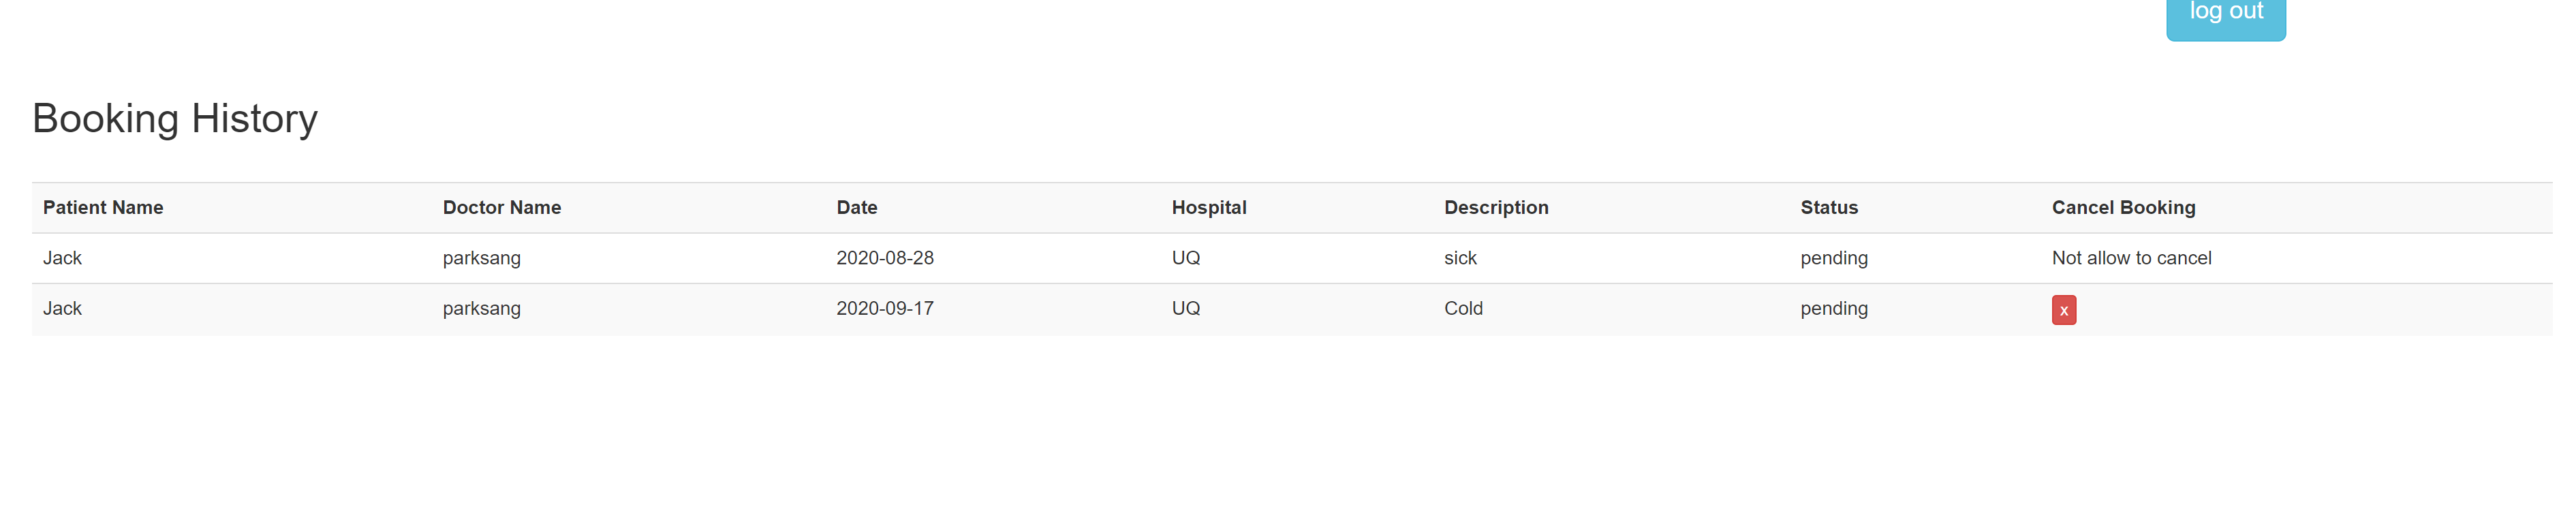 log out
Booking History
Patient Name Doctor Name Date Hospital Description Status Cancel Booking
Jack parksang 2020-08-28 UQ sick pending Not allow to cancel
Jack parksang 2020-09-17 UQ Cold pending x